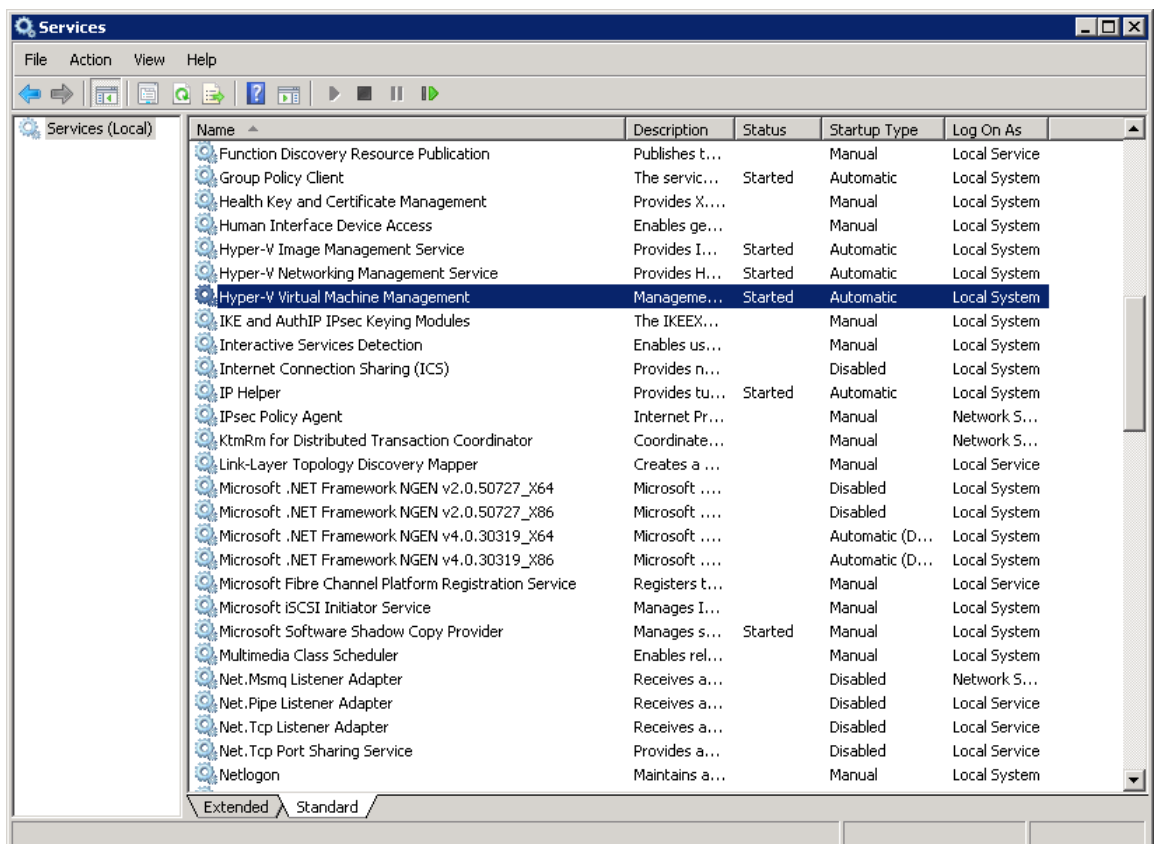 Services
File Action View Help
Services (Local)
Name Description Status Startup Type Log On As
Function Discovery Resource Publication Publishes t... Manual Local Service
Group Policy Client The servic... Started Automatic Local System
Health Key and Certificate Management Provides X.... Manual Local System
Human Interface Device Access Enables ge... Manual Local System
Hyper-V Image Management Service Provides I... Started Automatic Local System
Hyper-V Networking Management Service Provides H... Started Automatic Local System
Hyper-V Virtual Machine Management Manageme... Started Automatic Local System
IKE and AuthIP IPsec Keying Modules The IKEEX... Manual Local System
Interactive Services Detection Enables us... Manual Local System
Internet Connection Sharing (ICS) Provides n... Disabled Local System
IP Helper Provides tu... Started Automatic Local System
IPsec Policy Agent Internet Pr... Manual Network S...
KtmRm for Distributed Transaction Coordinator Coordinate... Manual Network S...
Link-Layer Topology Discovery Mapper Creates a ... Manual Local Service
Microsoft .NET Framework NGEN v2.0.50727_X64 Microsoft .... Disabled Local System
Microsoft .NET Framework NGEN v2.0.50727_X86 Microsoft .... Disabled Local System
Microsoft .NET Framework NGEN v4.0.30319_X64 Microsoft .... Automatic (D... Local System
Microsoft .NET Framework NGEN v4.0.30319_X86 Microsoft .... Automatic (D... Local System
Microsoft Fibre Channel Platform Registration Service Registers t... Manual Local Service
Microsoft iSCSI Initiator Service Manages I... Manual Local System
Microsoft Software Shadow Copy Provider Manages s... Started Manual Local System
Multimedia Class Scheduler Enables rel... Manual Local System
Net.Msmq Listener Adapter Receives a... Disabled Network S...
Net.Pipe Listener Adapter Receives a... Disabled Local Service
Net.Tcp Listener Adapter Receives a... Disabled Local Service
Net.Tcp Port Sharing Service Provides a... Disabled Local Service
Netlogon Maintains a... Manual Local System
Extended Standard